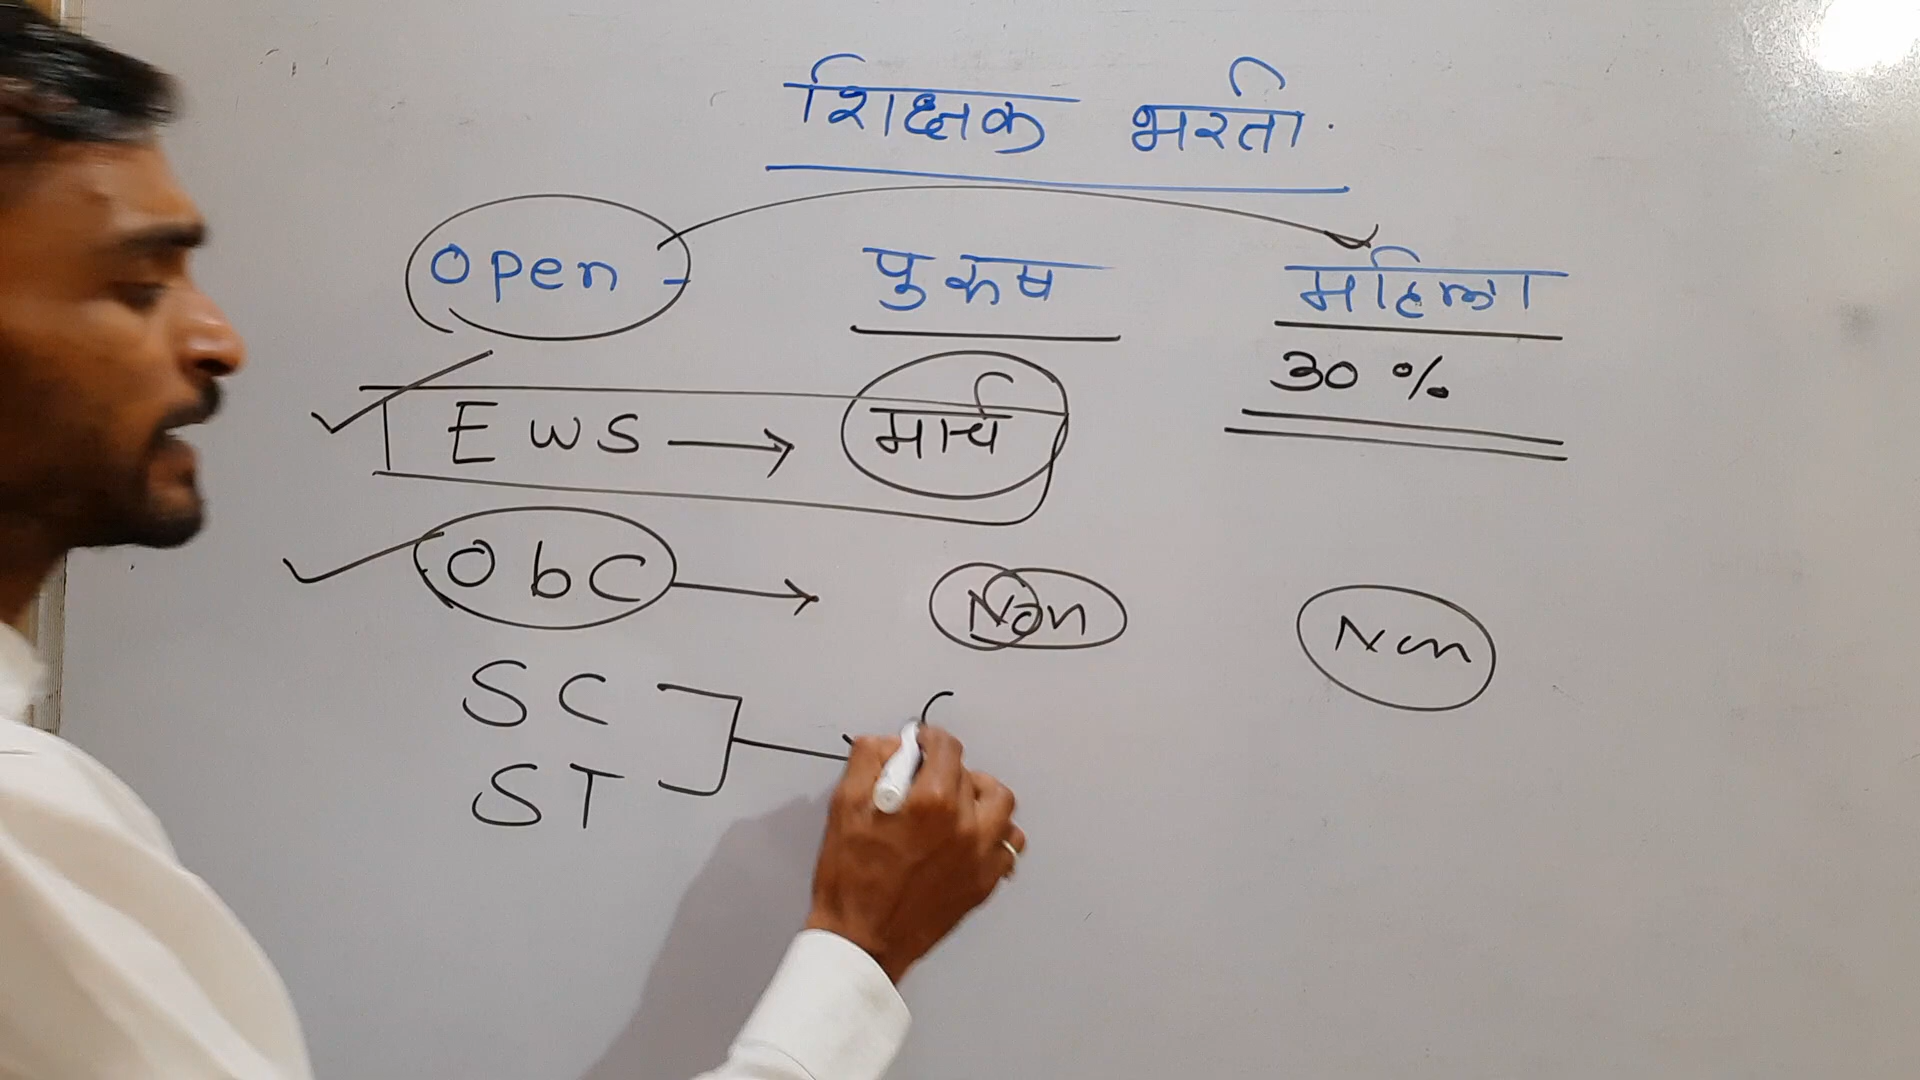 शिक्षक भरती
Open - पुरुष महिला
30 %
EWS → मार्च
ObC → Non Non
SC
ST